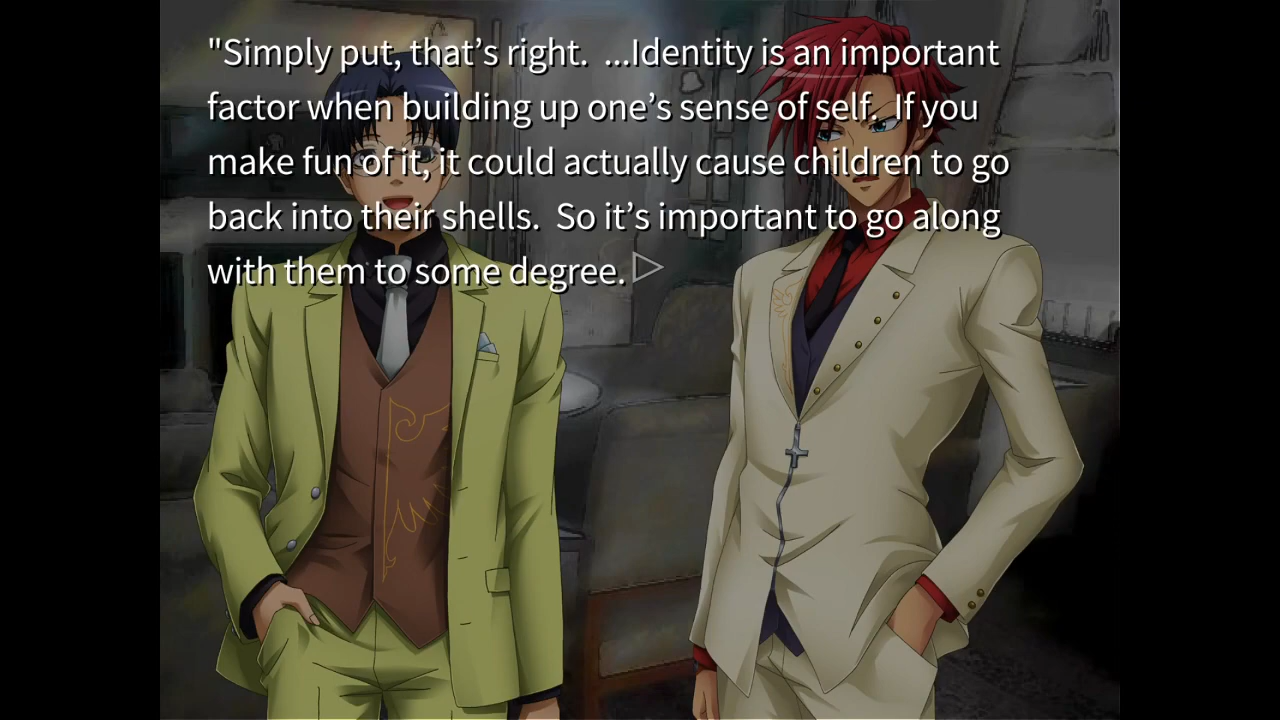 "Simply put, that’s right.  ...Identity is an important
factor when building up one’s sense of self.  If you
make fun of it, it could actually cause children to go
back into their shells.  So it’s important to go along
with them to some degree.